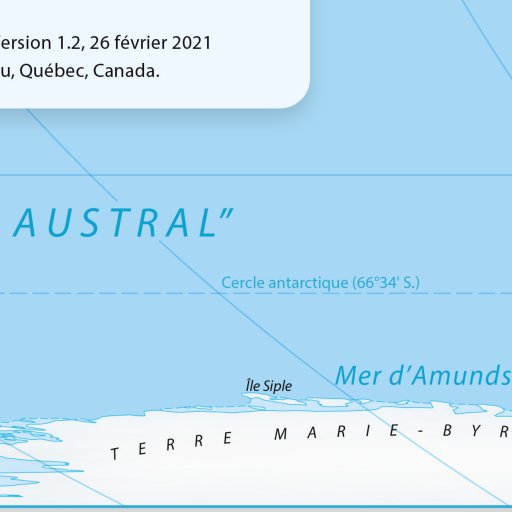 ersion 1.2, 26 février 2021
u, Québec, Canada.
AUSTRAL”
Cercle antarctique (66°34’ S.)
Mer d’Amunds
Île Siple
TERRE MARIE-BYR